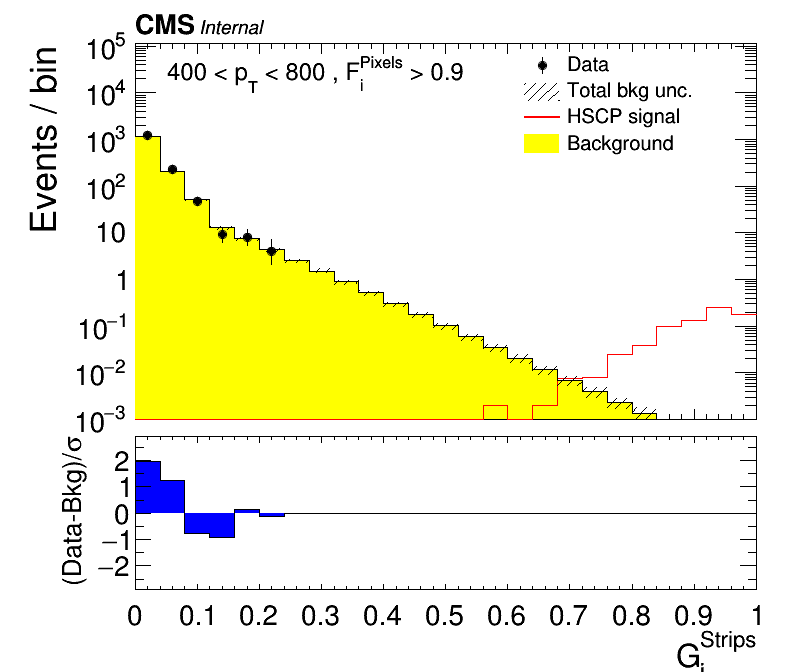 CMS Internal
400 < p_T < 800 , F_i^Pixels > 0.9
Data
Total bkg unc.
HSCP signal
Background
Events / bin
10^5
10^4
10^3
10^2
10
1
10^−1
10^−2
10^−3
(Data-Bkg)/σ
2
1
0
−1
−2
0 0.1 0.2 0.3 0.4 0.5 0.6 0.7 0.8 0.9 1
G_i^Strips